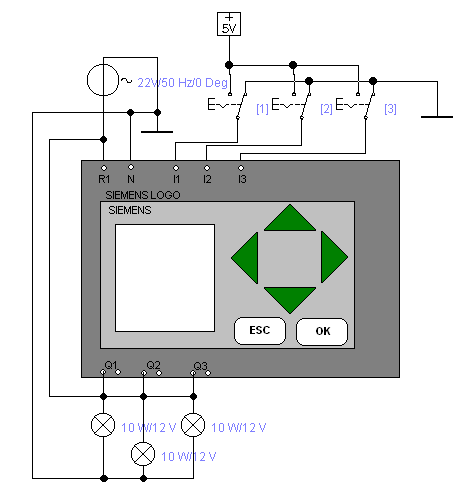 +
5V
22V/50 Hz/0 Deg
[1] [2] [3]
R1 N I1 I2 I3
SIEMENS LOGO
SIEMENS
ESC OK
Q1 Q2 Q3
10 W/12 V 10 W/12 V
10 W/12 V